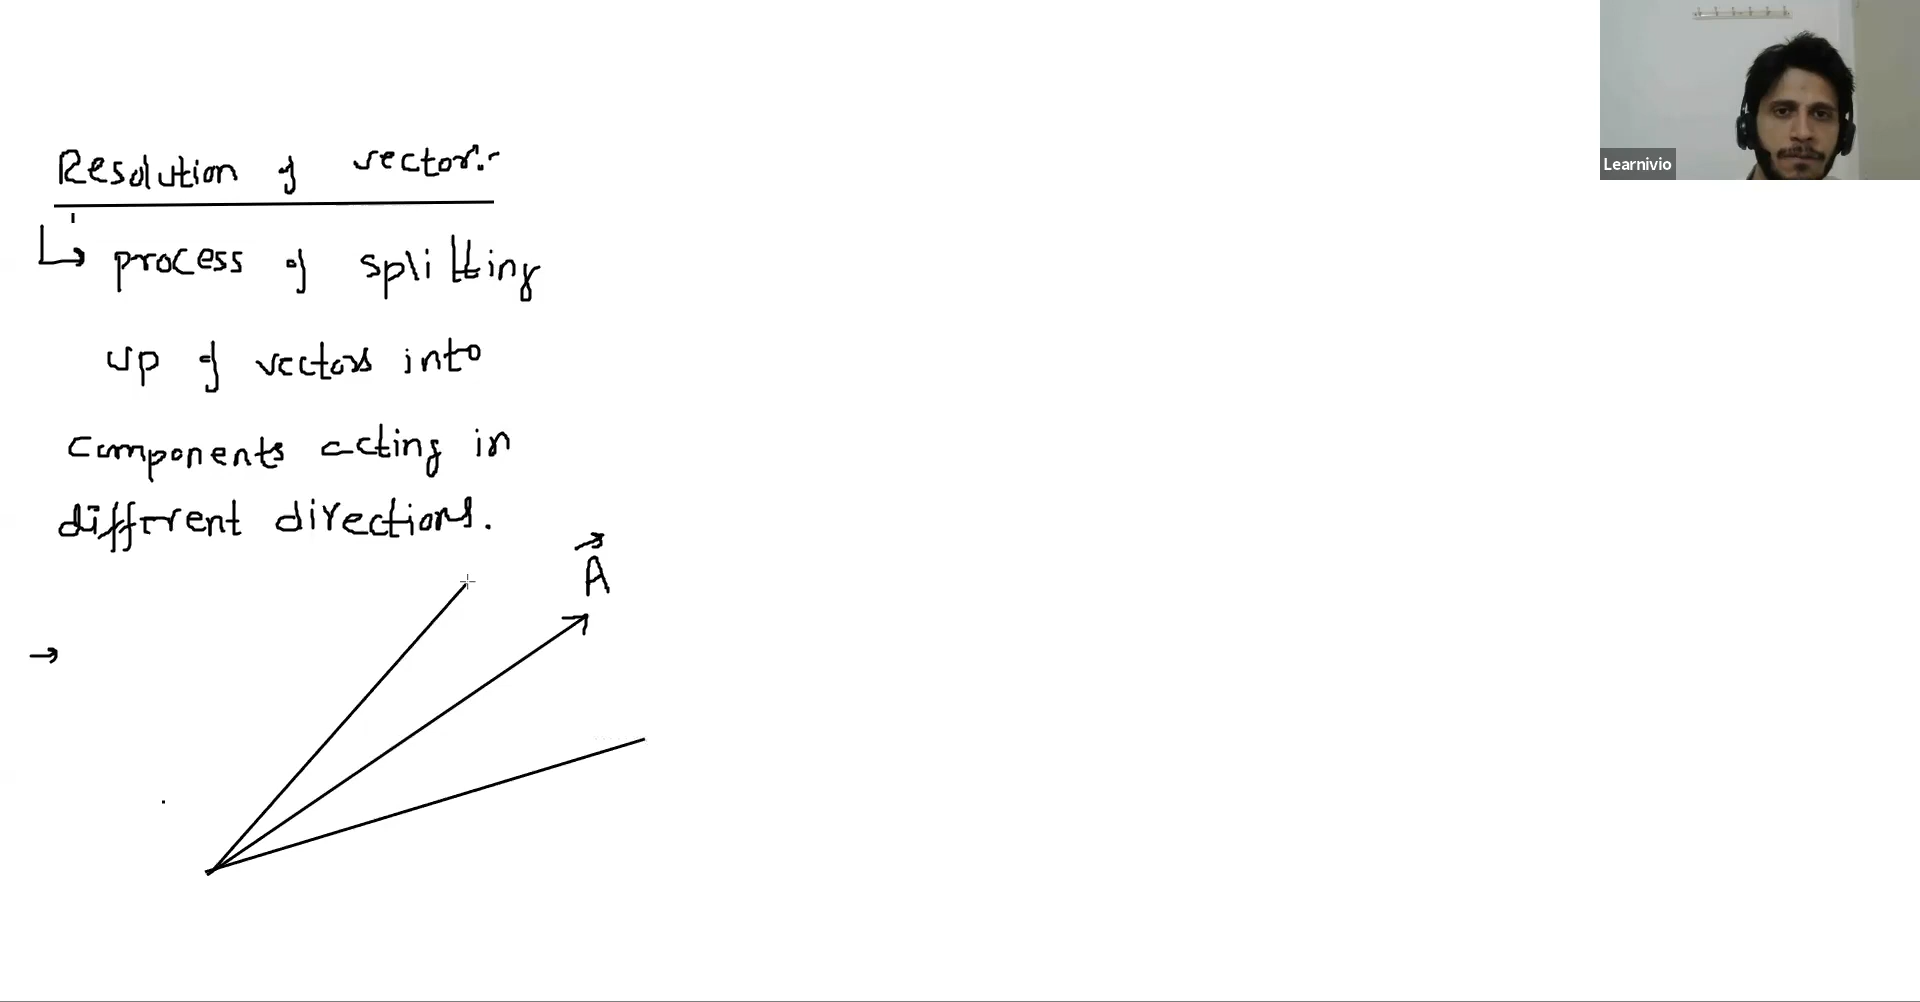 Resolution of vector:-
↳ process of splitting
up of vectors into
components acting in
different directions.
A⃗
→
Learnivio